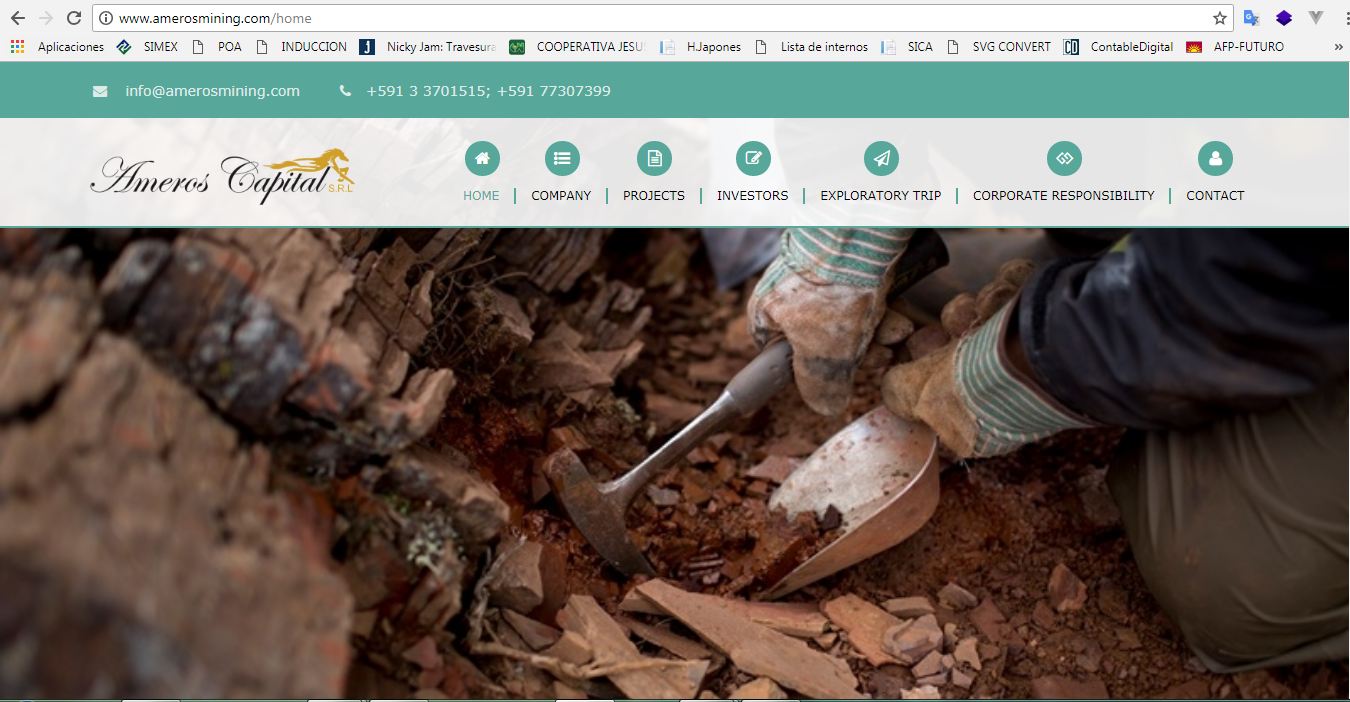 www.amerosmining.com/home
Aplicaciones SIMEX POA INDUCCION Nicky Jam: Travesura COOPERATIVA JESU HJapones Lista de internos SICA SVG CONVERT ContableDigital AFP-FUTURO »
info@amerosmining.com +591 3 3701515; +591 77307399
Ameros Capital S.R.L
HOME | COMPANY | PROJECTS | INVESTORS | EXPLORATORY TRIP | CORPORATE RESPONSIBILITY | CONTACT